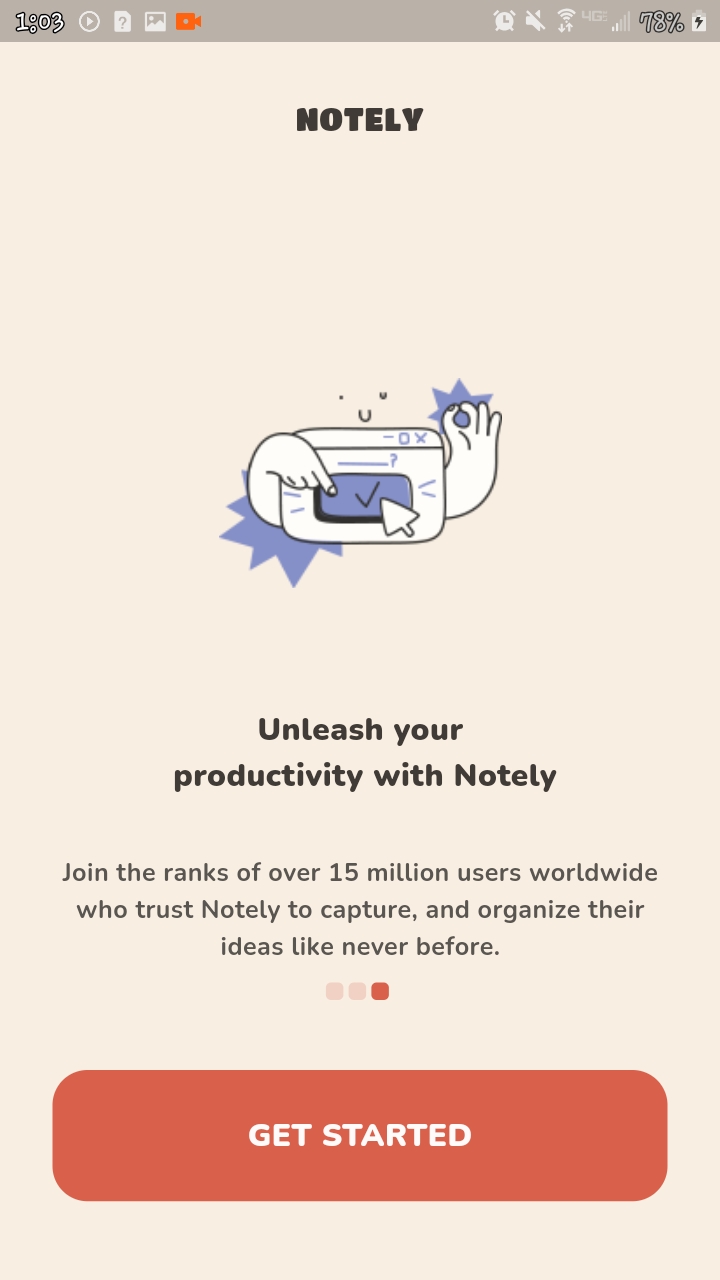 1:03
4GE
78%
NOTELY
?
Unleash your
productivity with Notely
Join the ranks of over 15 million users worldwide
who trust Notely to capture, and organize their
ideas like never before.
GET STARTED